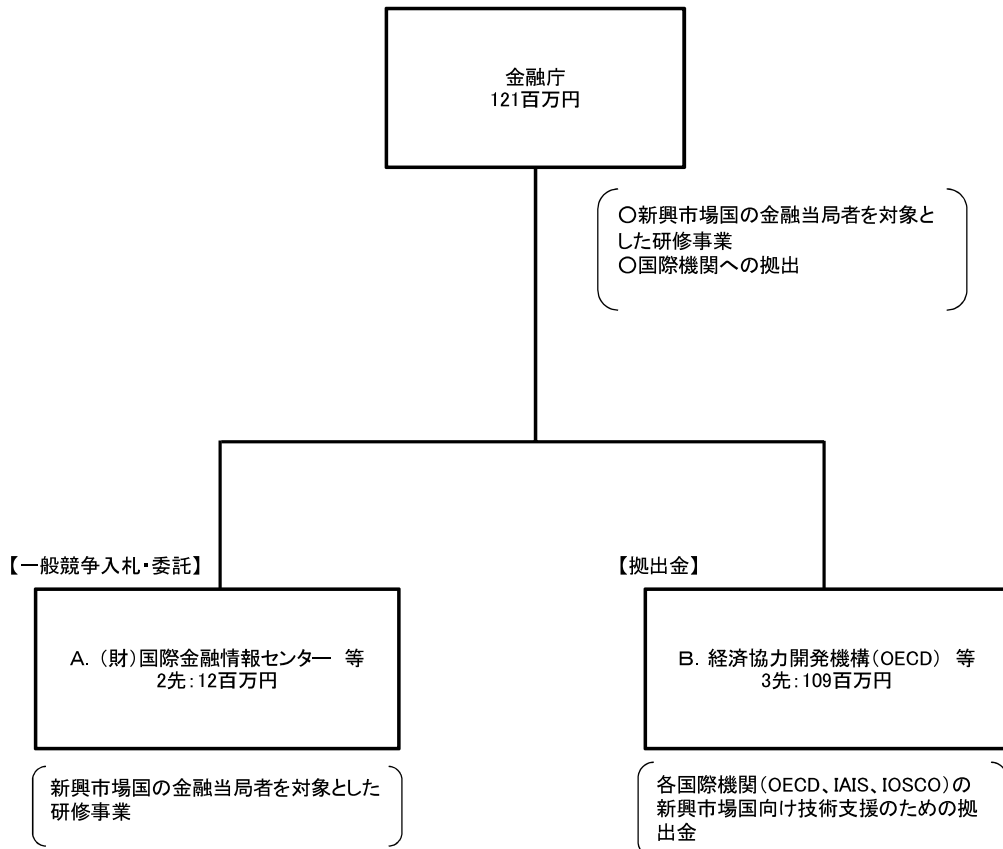 金融庁
121百万円
○新興市場国の金融当局者を対象と
した研修事業
○国際機関への拠出
【一般競争入札・委託】
【拠出金】
A. (財)国際金融情報センター 等
2先:12百万円
B. 経済協力開発機構(OECD) 等
3先:109百万円
新興市場国の金融当局者を対象とした
研修事業
各国際機関(OECD、IAIS、IOSCO)の
新興市場国向け技術支援のための拠
出金